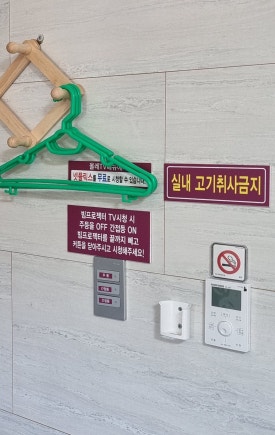 넷플릭스를 무료로 시청할 수 있습니다
실내 고기취사금지
빔프로젝터 TV시청 시
주등을 OFF 간접등 ON
빔프로젝터를 끝까지 빼고
커튼을 닫아주시고 시청해주세요!